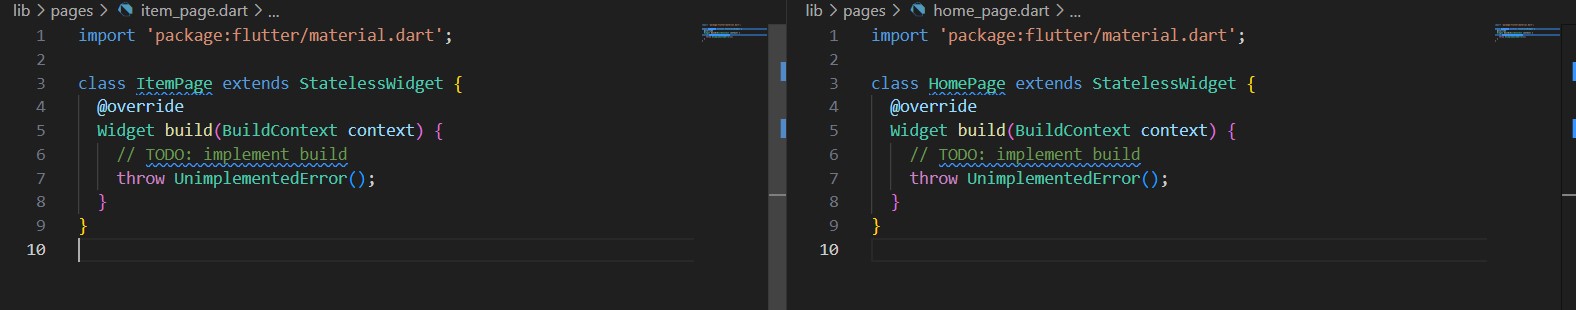 lib > pages > item_page.dart > ...
1 import 'package:flutter/material.dart';
2
3 class ItemPage extends StatelessWidget {
4 @override
5 Widget build(BuildContext context) {
6 // TODO: implement build
7 throw UnimplementedError();
8 }
9 }
10
lib > pages > home_page.dart > ...
1 import 'package:flutter/material.dart';
2
3 class HomePage extends StatelessWidget {
4 @override
5 Widget build(BuildContext context) {
6 // TODO: implement build
7 throw UnimplementedError();
8 }
9 }
10